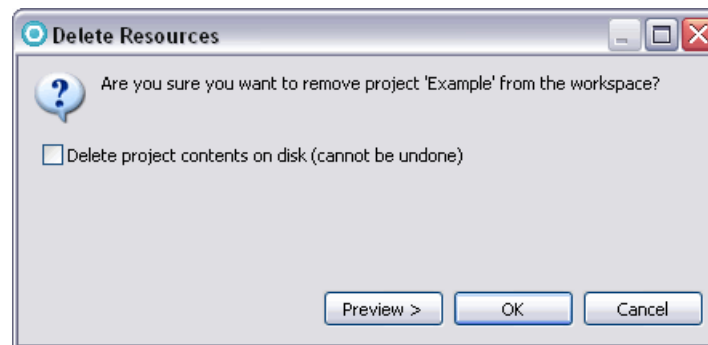 Delete Resources
Are you sure you want to remove project 'Example' from the workspace?
Delete project contents on disk (cannot be undone)
Preview > OK Cancel